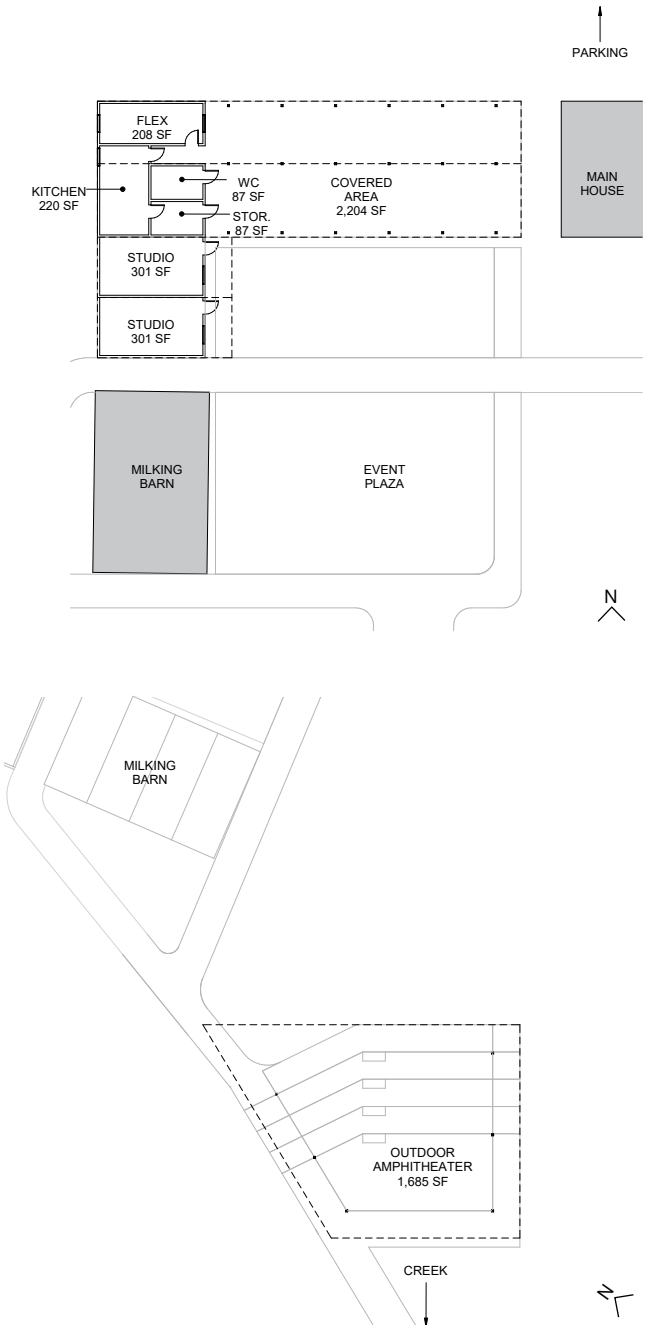 PARKING
FLEX
208 SF
MAIN
HOUSE
KITCHEN
220 SF
WC
87 SF
COVERED
AREA
2,204 SF
STOR.
87 SF
STUDIO
301 SF
STUDIO
301 SF
MILKING
BARN
EVENT
PLAZA
N
MILKING
BARN
OUTDOOR
AMPHITHEATER
1,685 SF
CREEK
N